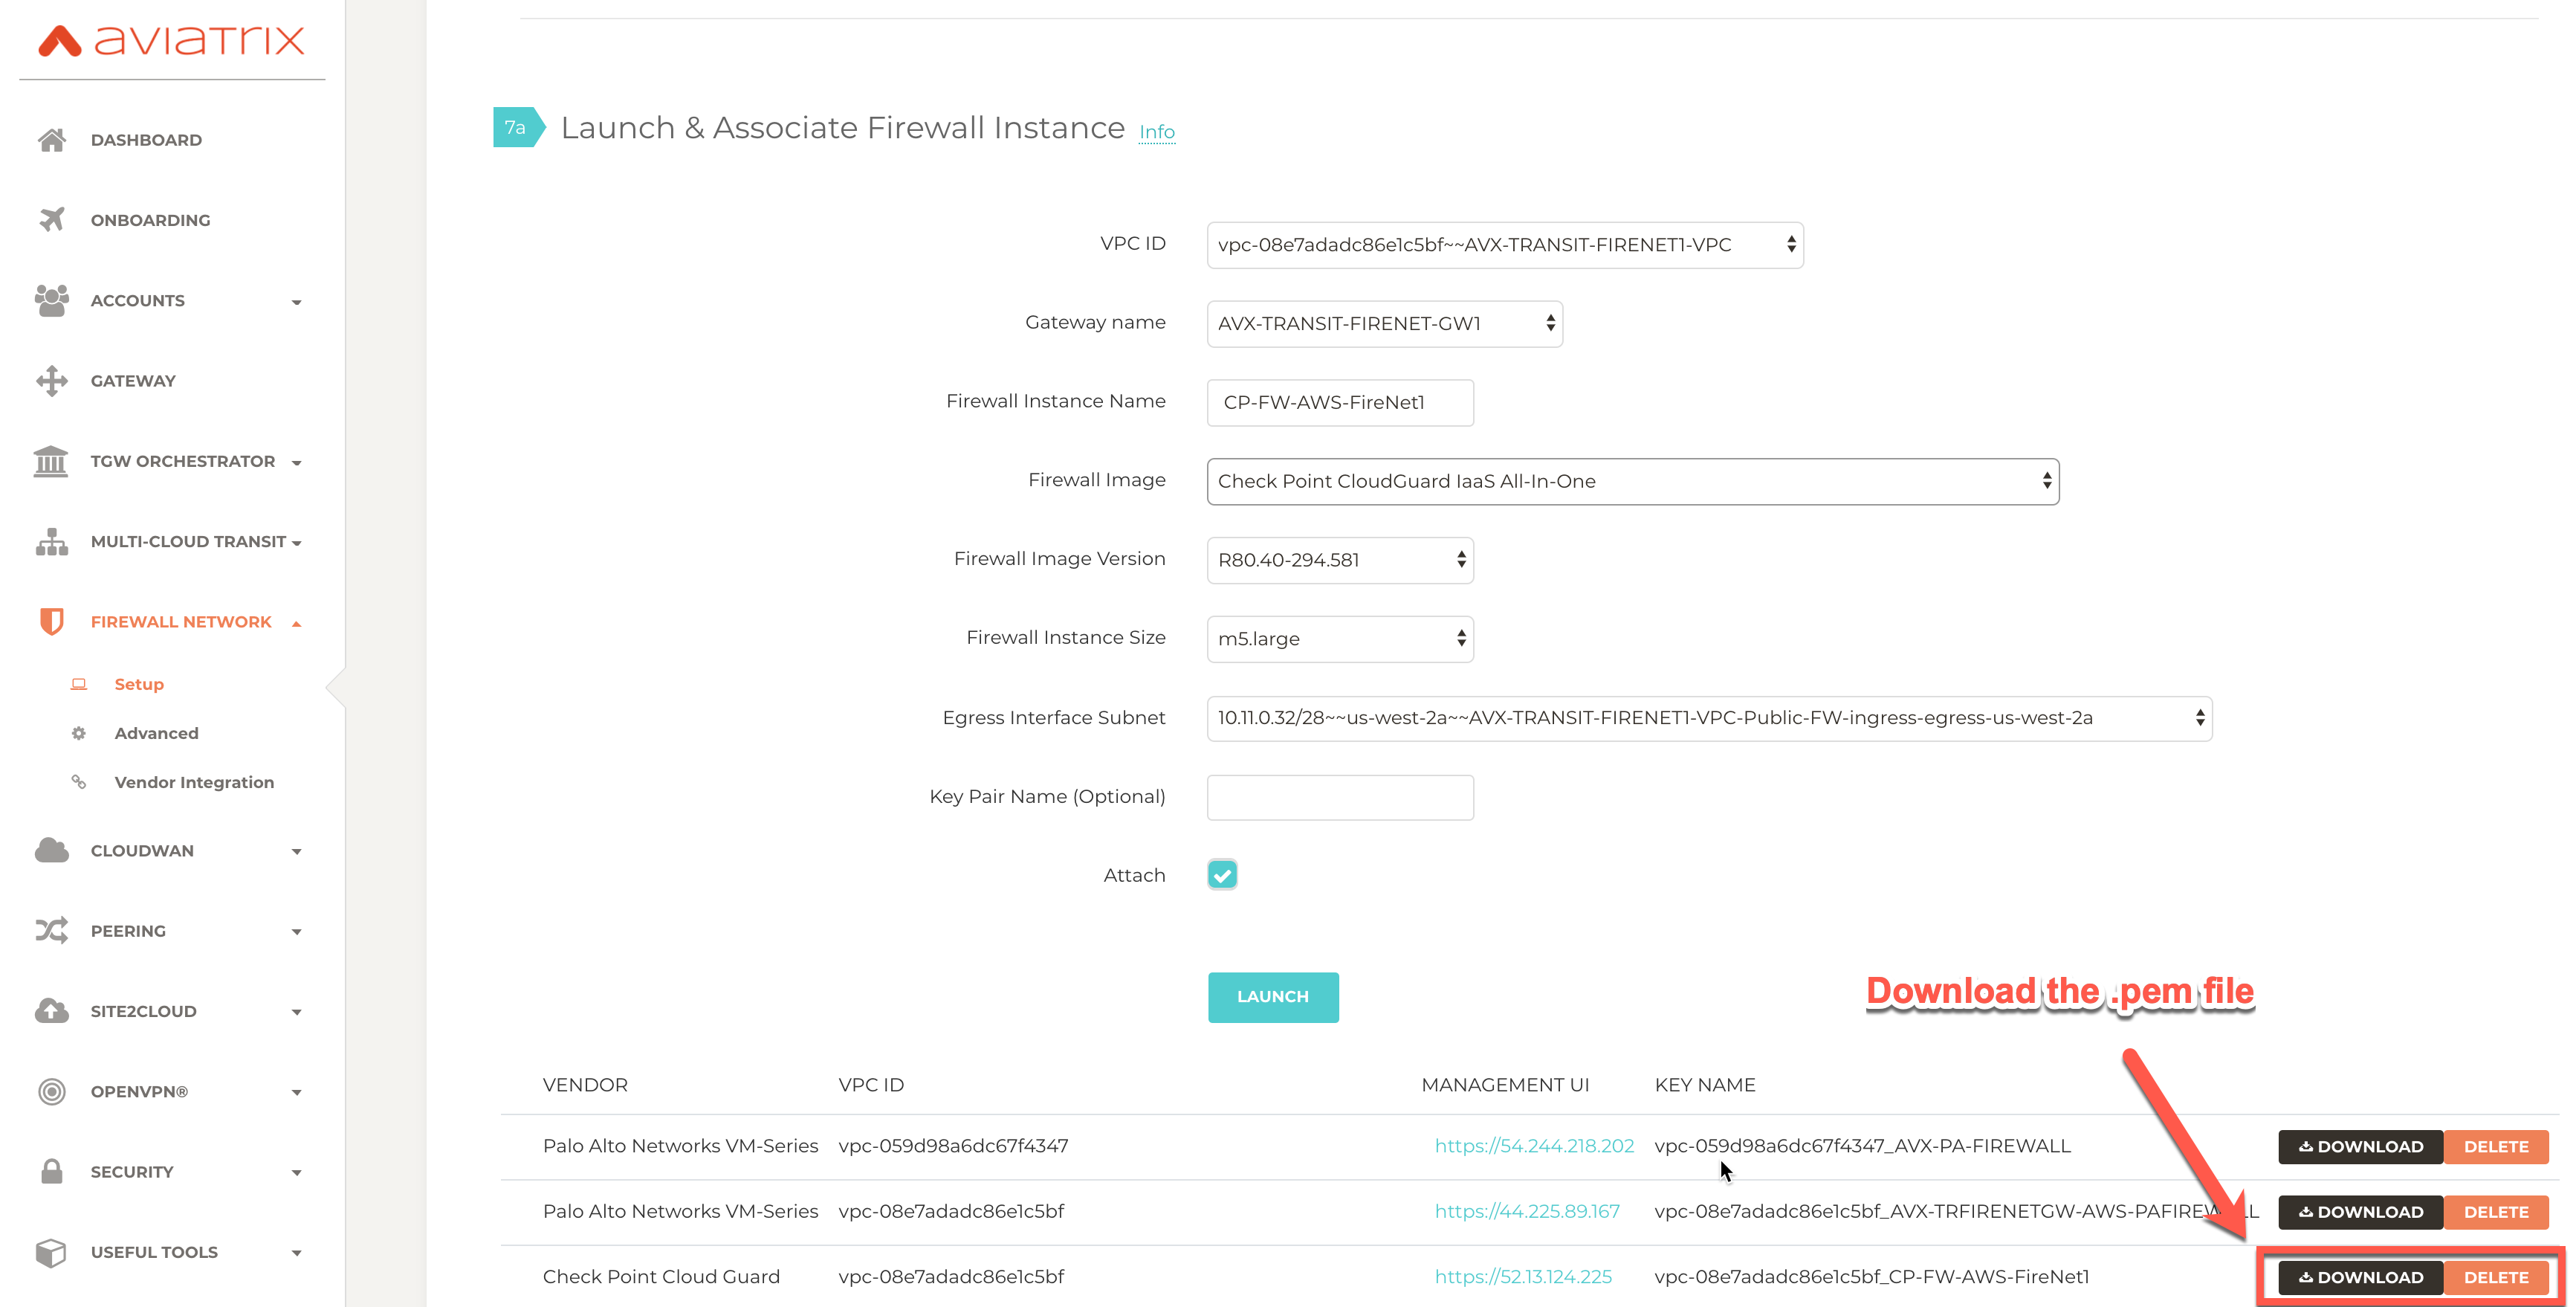 aviatrix
DASHBOARD
ONBOARDING
ACCOUNTS
GATEWAY
TGW ORCHESTRATOR
MULTI-CLOUD TRANSIT
FIREWALL NETWORK
Setup
Advanced
Vendor Integration
CLOUDWAN
PEERING
SITE2CLOUD
OPENVPN®
SECURITY
USEFUL TOOLS
7a Launch & Associate Firewall Instance Info
VPC ID vpc-08e7adadc86e1c5bf~~AVX-TRANSIT-FIRENET1-VPC
Gateway name AVX-TRANSIT-FIRENET-GW1
Firewall Instance Name CP-FW-AWS-FireNet1
Firewall Image Check Point CloudGuard IaaS All-In-One
Firewall Image Version R80.40-294.581
Firewall Instance Size m5.large
Egress Interface Subnet 10.11.0.32/28~~us-west-2a~~AVX-TRANSIT-FIRENET1-VPC-Public-FW-ingress-egress-us-west-2a
Key Pair Name (Optional)
Attach
LAUNCH
Download the .pem file
VENDOR VPC ID MANAGEMENT UI KEY NAME
Palo Alto Networks VM-Series vpc-059d98a6dc67f4347 https://54.244.218.202 vpc-059d98a6dc67f4347_AVX-PA-FIREWALL DOWNLOAD DELETE
Palo Alto Networks VM-Series vpc-08e7adadc86e1c5bf https://44.225.89.167 vpc-08e7adadc86e1c5bf_AVX-TRFIRENETGW-AWS-PAFIREWALL DOWNLOAD DELETE
Check Point Cloud Guard vpc-08e7adadc86e1c5bf https://52.13.124.225 vpc-08e7adadc86e1c5bf_CP-FW-AWS-FireNet1 DOWNLOAD DELETE